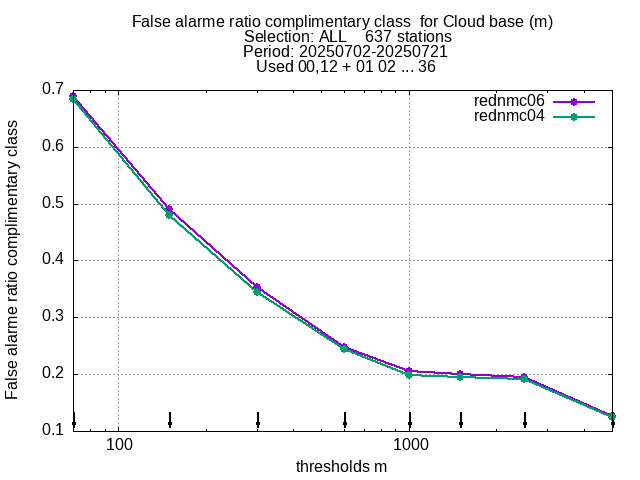 False alarme ratio complimentary class  for Cloud base (m)
Selection: ALL    637 stations
Period: 20250702-20250721
Used 00,12 + 01 02 ... 36
rednmc06
rednmc04
False alarme ratio complimentary class
0.7
0.6
0.5
0.4
0.3
0.2
0.1
100
1000
thresholds m